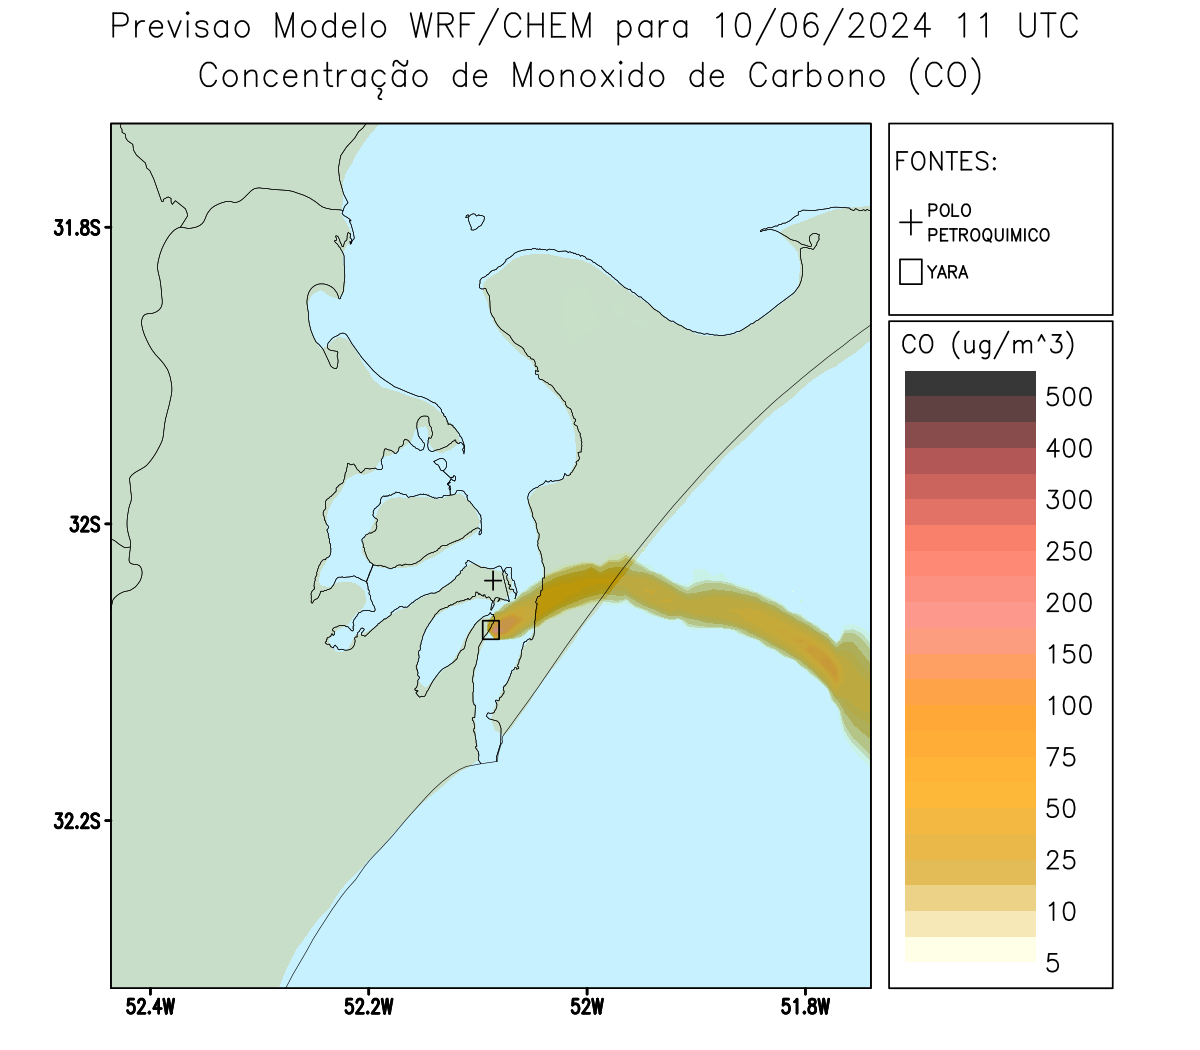 Previsao Modelo WRF/CHEM para 10/06/2024 11 UTC
Concentração de Monoxido de Carbono (CO)
FONTES:
POLO
PETROQUIMICO
YARA
CO (ug/m^3)
500
400
300
250
200
150
100
75
50
25
10
5
31.8S
32S
32.2S
52.4W
52.2W
52W
51.8W